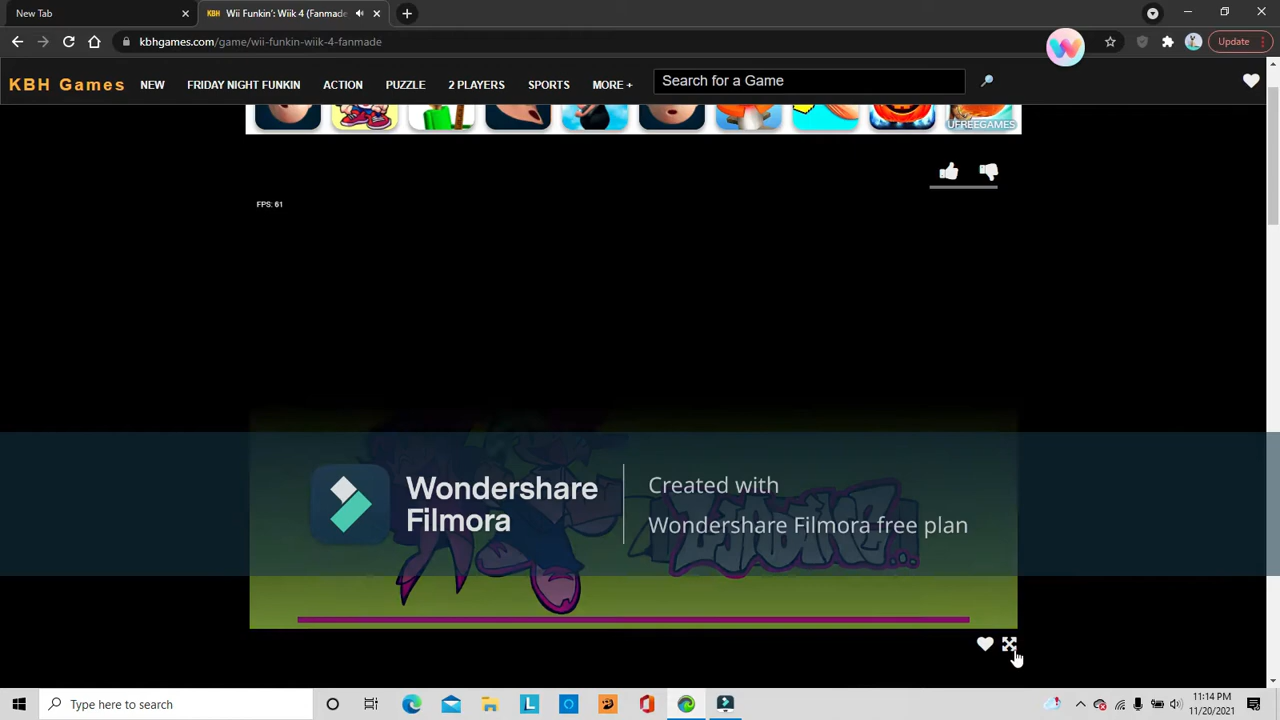 New Tab
KBH Wii Funkin': Wiik 4 (Fanmade
kbhgames.com/game/wii-funkin-wiik-4-fanmade
Update
KBH Games
NEW
FRIDAY NIGHT FUNKIN
ACTION
PUZZLE
2 PLAYERS
SPORTS
MORE +
Search for a Game
UFREEGAMES
FPS: 61
Wondershare
Filmora
Created with
Wondershare Filmora free plan
LOADING...
Type here to search
11:14 PM
11/20/2021